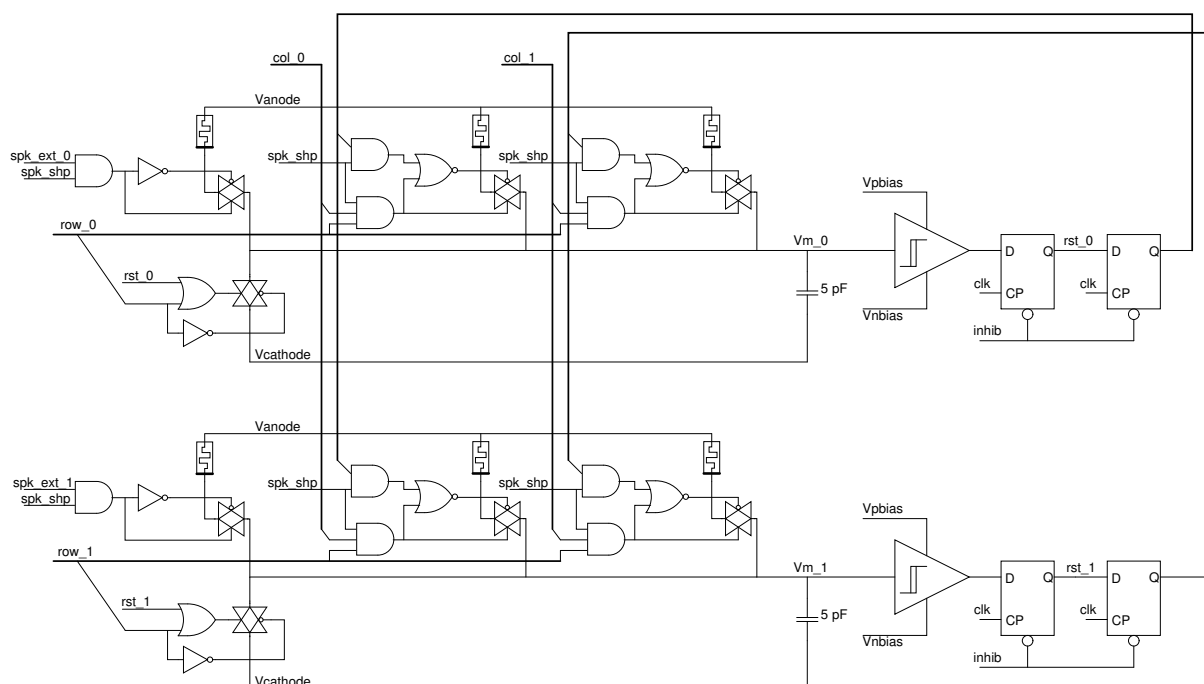 col_0
col_1
Vanode
spk_ext_0
spk_shp
spk_shp
spk_shp
Vpbias
row_0
Vm_0
rst_0
D
Q
rst_0
D
Q
clk
CP
clk
CP
5 pF
Vnbias
inhib
Vcathode
Vanode
spk_ext_1
spk_shp
spk_shp
spk_shp
Vpbias
row_1
Vm_1
rst_1
D
Q
rst_1
D
Q
clk
CP
clk
CP
5 pF
Vnbias
inhib
Vcathode